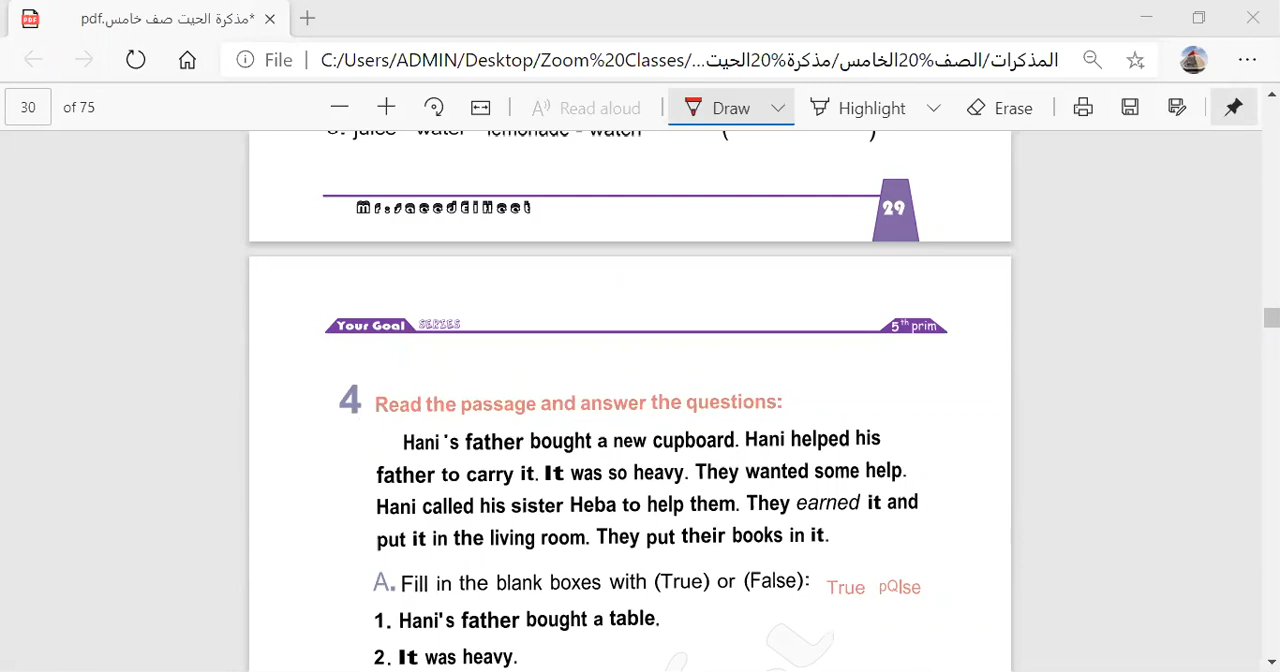 مذكرة الحيت صف خامس.pdf*
File
C:/Users/ADMIN/Desktop/Zoom%20Classes/...المذكرات/الصف%20الخامس/مذكرة%20الحيت
30 of 75
Read aloud
Draw
Highlight
Erase
juice - water - lemonade - watch ( )
29
Your Goal SERIES
5th prim
4 Read the passage and answer the questions:
Hani 's father bought a new cupboard. Hani helped his
father to carry it. It was so heavy. They wanted some help.
Hani called his sister Heba to help them. They earned it and
put it in the living room. They put their books in it.
A. Fill in the blank boxes with (True) or (False): True pQlse
1. Hani's father bought a table.
2. It was heavy.